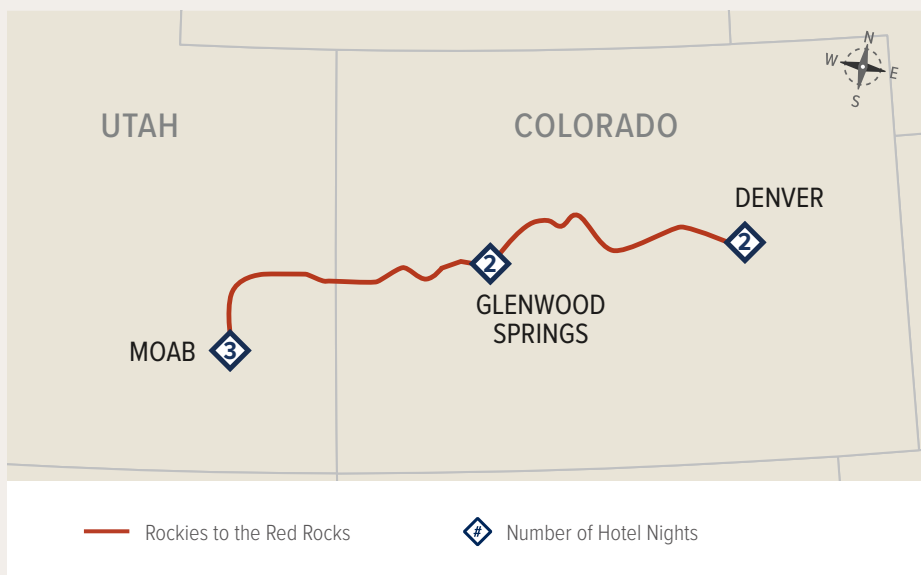 N
W
E
S
UTAH
COLORADO
DENVER
2
2
GLENWOOD
SPRINGS
MOAB
3
Rockies to the Red Rocks
# Number of Hotel Nights